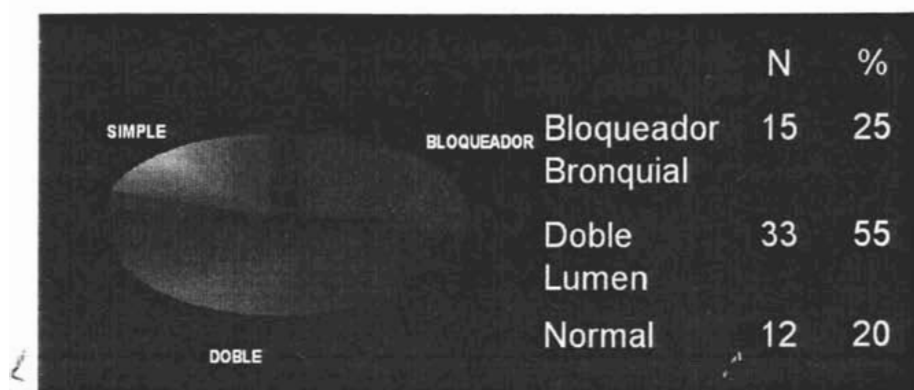 SIMPLE
BLOQUEADOR
DOBLE
N %
Bloqueador 15 25
Bronquial
Doble 33 55
Lumen
Normal 12 20